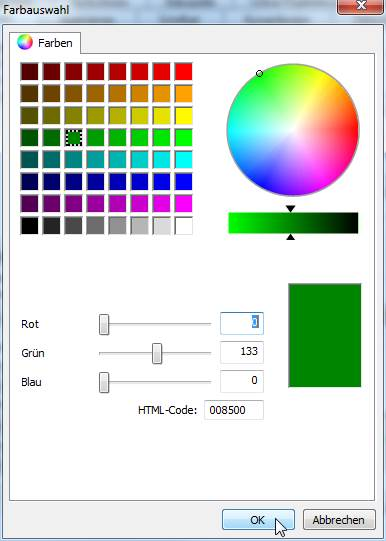 Farbauswahl
Farben
Rot 0
Grün 133
Blau 0
HTML-Code: 008500
OK Abbrechen